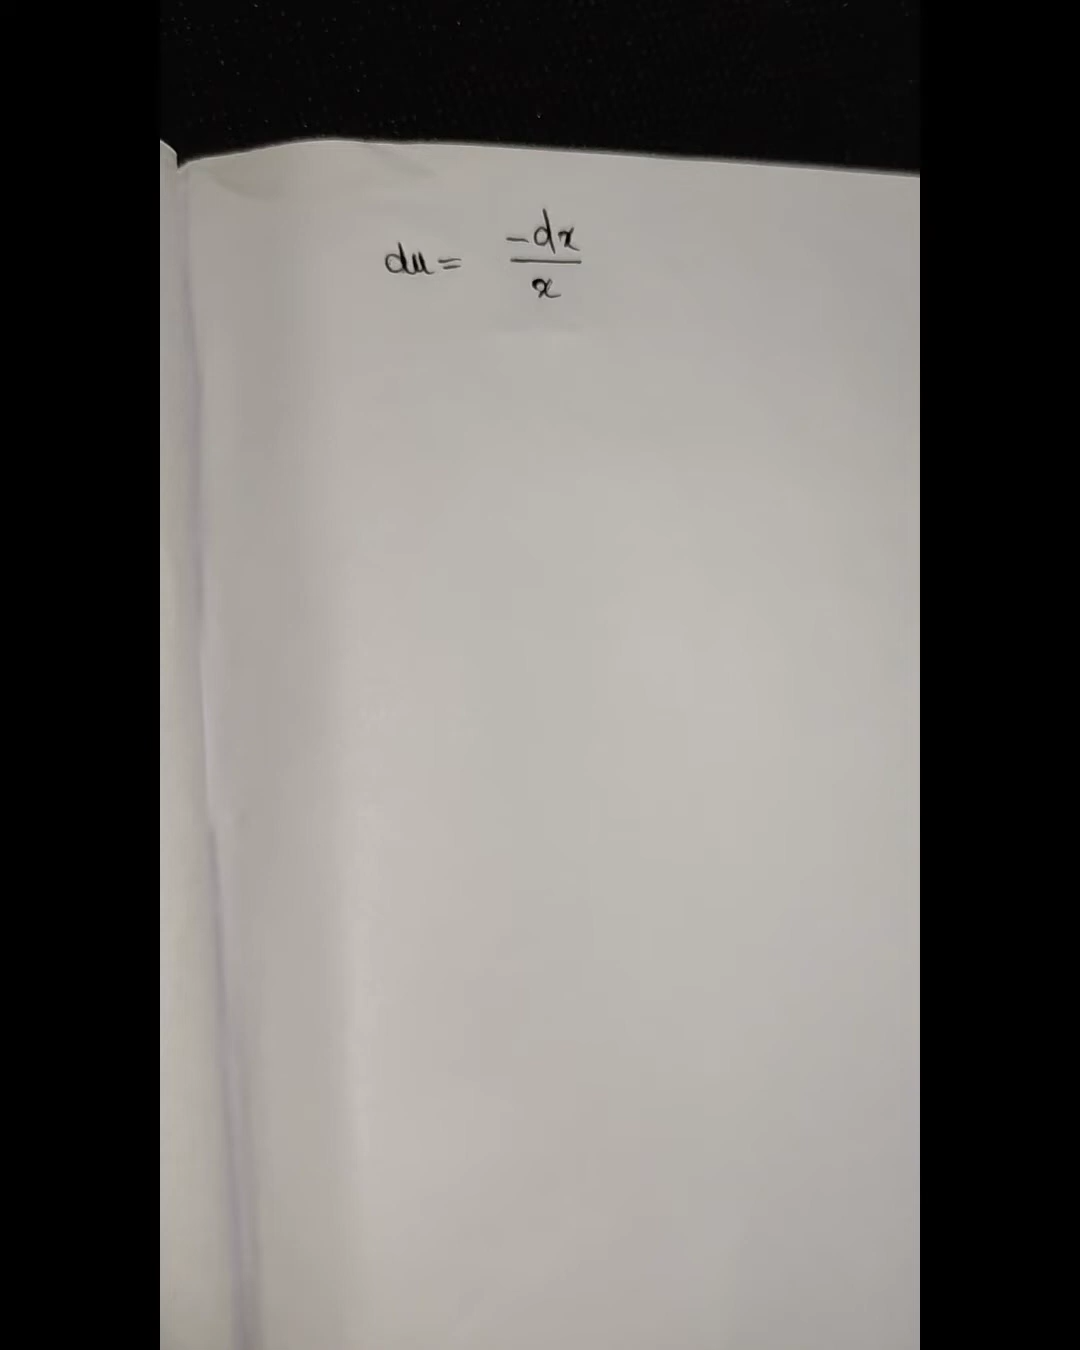 du = -dx/x